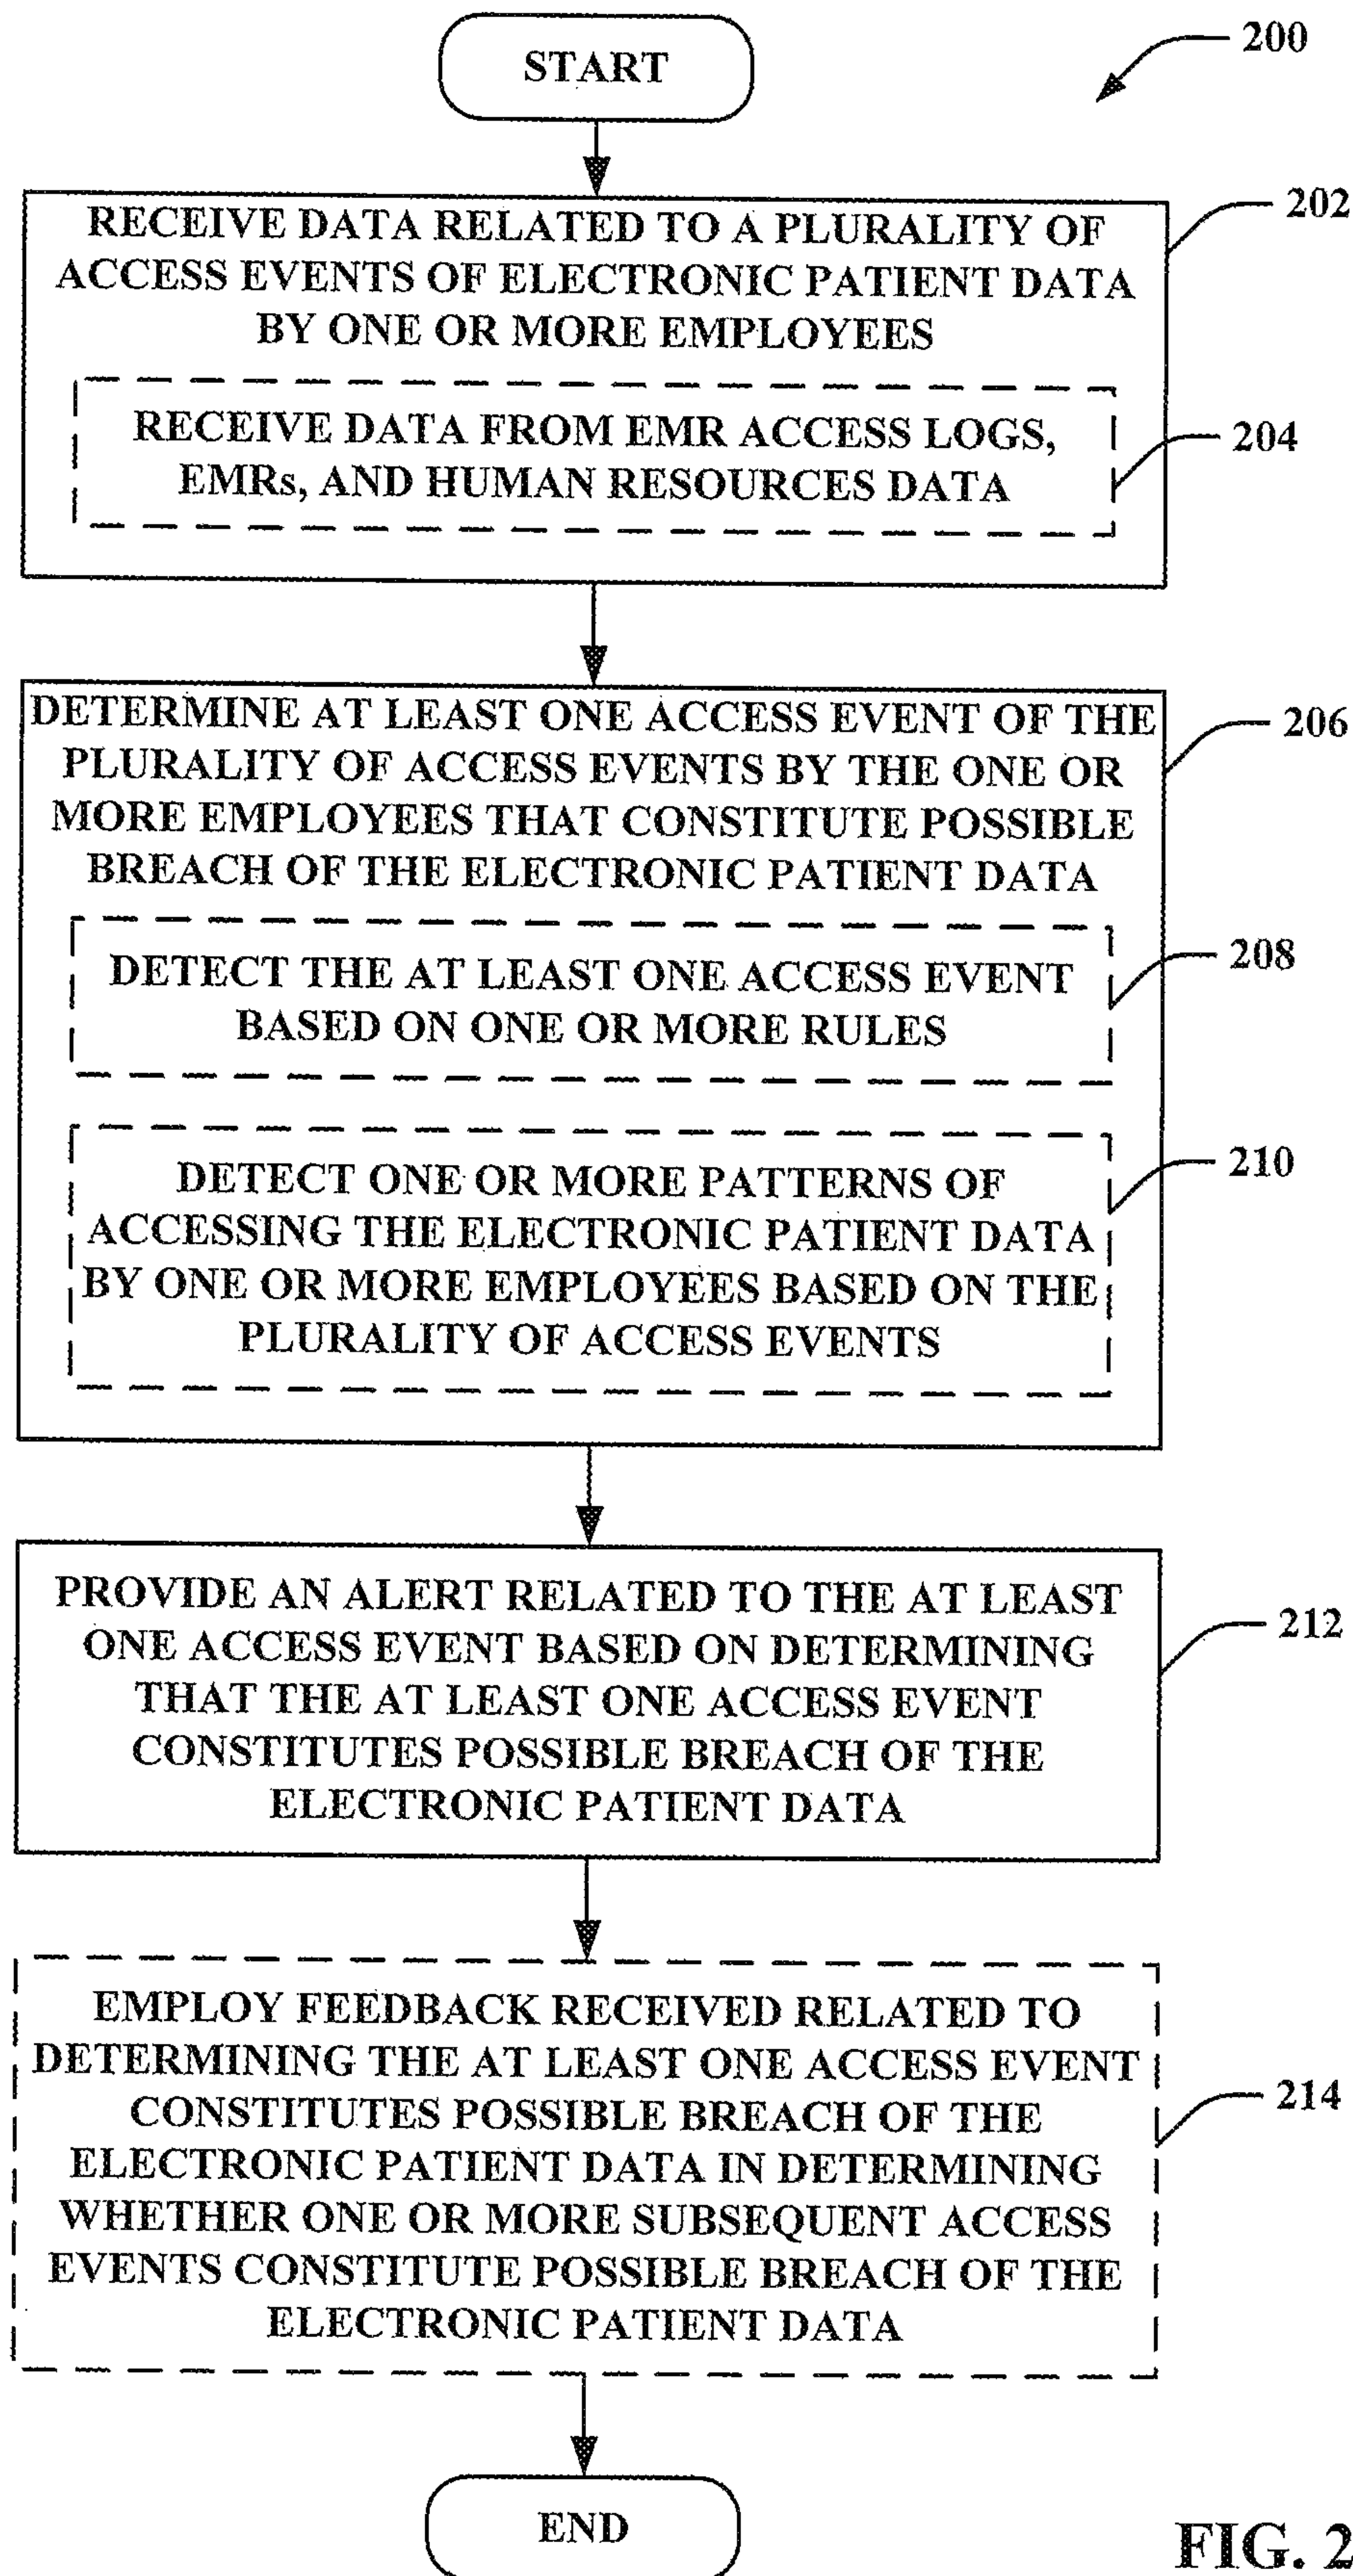 START
200
RECEIVE DATA RELATED TO A PLURALITY OF
ACCESS EVENTS OF ELECTRONIC PATIENT DATA
BY ONE OR MORE EMPLOYEES
202
RECEIVE DATA FROM EMR ACCESS LOGS,
EMRs, AND HUMAN RESOURCES DATA
204
DETERMINE AT LEAST ONE ACCESS EVENT OF THE
PLURALITY OF ACCESS EVENTS BY THE ONE OR
MORE EMPLOYEES THAT CONSTITUTE POSSIBLE
BREACH OF THE ELECTRONIC PATIENT DATA
206
DETECT THE AT LEAST ONE ACCESS EVENT
BASED ON ONE OR MORE RULES
208
DETECT ONE OR MORE PATTERNS OF
ACCESSING THE ELECTRONIC PATIENT DATA
BY ONE OR MORE EMPLOYEES BASED ON THE
PLURALITY OF ACCESS EVENTS
210
PROVIDE AN ALERT RELATED TO THE AT LEAST
ONE ACCESS EVENT BASED ON DETERMINING
THAT THE AT LEAST ONE ACCESS EVENT
CONSTITUTES POSSIBLE BREACH OF THE
ELECTRONIC PATIENT DATA
212
EMPLOY FEEDBACK RECEIVED RELATED TO
DETERMINING THE AT LEAST ONE ACCESS EVENT
CONSTITUTES POSSIBLE BREACH OF THE
ELECTRONIC PATIENT DATA IN DETERMINING
WHETHER ONE OR MORE SUBSEQUENT ACCESS
EVENTS CONSTITUTE POSSIBLE BREACH OF THE
ELECTRONIC PATIENT DATA
214
END
FIG. 2